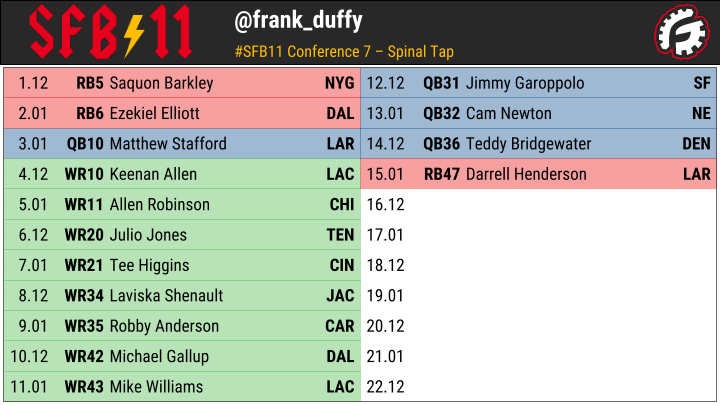 SFB 11
@frank_duffy
#SFB11 Conference 7 – Spinal Tap
1.12 RB5 Saquon Barkley NYG
2.01 RB6 Ezekiel Elliott DAL
3.01 QB10 Matthew Stafford LAR
4.12 WR10 Keenan Allen LAC
5.01 WR11 Allen Robinson CHI
6.12 WR20 Julio Jones TEN
7.01 WR21 Tee Higgins CIN
8.12 WR34 Laviska Shenault JAC
9.01 WR35 Robby Anderson CAR
10.12 WR42 Michael Gallup DAL
11.01 WR43 Mike Williams LAC
12.12 QB31 Jimmy Garoppolo SF
13.01 QB32 Cam Newton NE
14.12 QB36 Teddy Bridgewater DEN
15.01 RB47 Darrell Henderson LAR
16.12
17.01
18.12
19.01
20.12
21.01
22.12